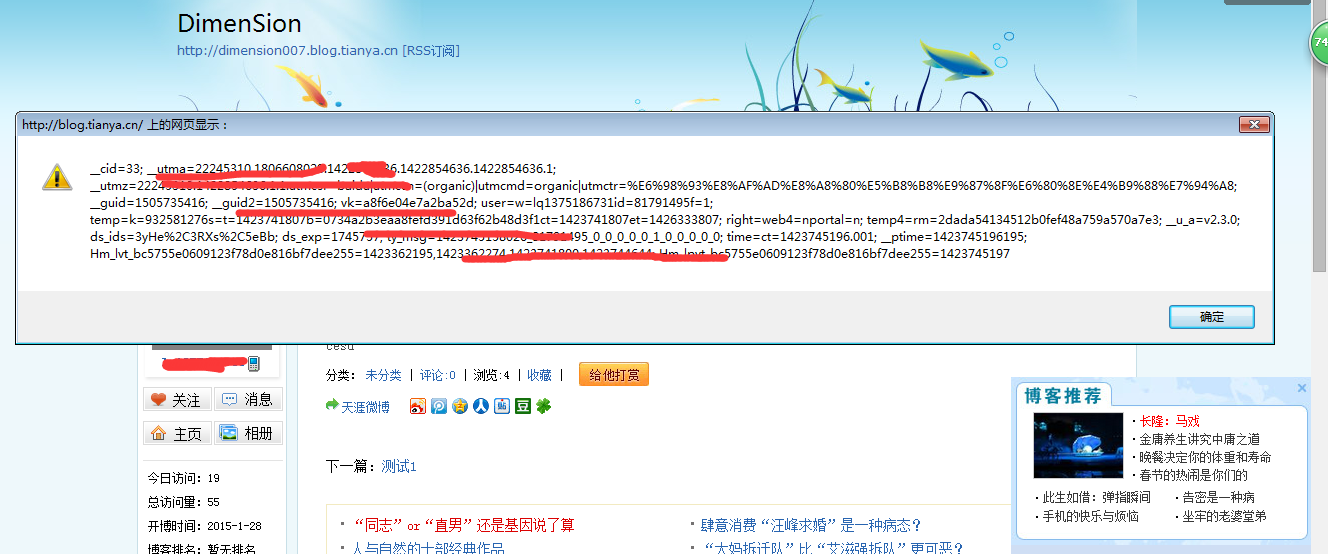 DimenSion
http://dimension007.blog.tianya.cn [RSS订阅]
74
http://blog.tianya.cn/ 上的网页显示：
__cid=33; __utma=22245310.1806608029.1422 36.1422854636.1422854636.1;
__utmz=222 =(organic)|utmcmd=organic|utmctr=%E6%98%93%E8%AF%AD%E8%A8%80%E5%B8%B8%E9%87%8F%E6%80%8E%E4%B9%88%E7%94%A8;
__guid=1505735416; __guid2=1505735416; vk=a8f6e04e7a2ba52d; user=w=lq1375186731id=81791495f=1;
temp=k=932581276s=t=1423741807b=0734a2b3eaa8fefd391d63f62b48d3f1ct=1423741807et=1426333807; right=web4=nportal=n; temp4=rm=2dada54134512b0fef48a759a570a7e3; __u_a=v2.3.0;
ds_ids=3yHe%2C3RXs%2C5eBb; ds_exp=1745797; ty_msg=1423745198020_81791495_0_0_0_0_0_1_0_0_0_0_0; time=ct=1423745196.001; __ptime=1423745196195;
Hm_lvt_bc5755e0609123f78d0e816bf7dee255=1423362195,1423362274,1423741800,1423744644; Hm_lpvt_bc5755e0609123f78d0e816bf7dee255=1423745197
确定
cesu
分类： 未分类 | 评论:0 | 浏览:4 | 收藏 | 给他打赏
天涯微博
豆
关注 消息
主页 相册
今日访问：19
总访问量：55
开博时间：2015-1-28
博客排名：暂无排名
下一篇：测试1
· “同志”or“直男”还是基因说了算
· 肆意消费“汪峰求婚”是一种病态？
· 人与自然的十部经典作品
· “大妈拆迁队”比“艾滋强拆队”更可恶？
博客推荐
· 长隆：马戏
· 金庸养生讲究中庸之道
· 晚餐决定你的体重和寿命
· 春节的热闹是你们的
· 此生如借：弹指瞬间
· 告密是一种病
· 手机的快乐与烦恼
· 坐牢的老婆堂弟